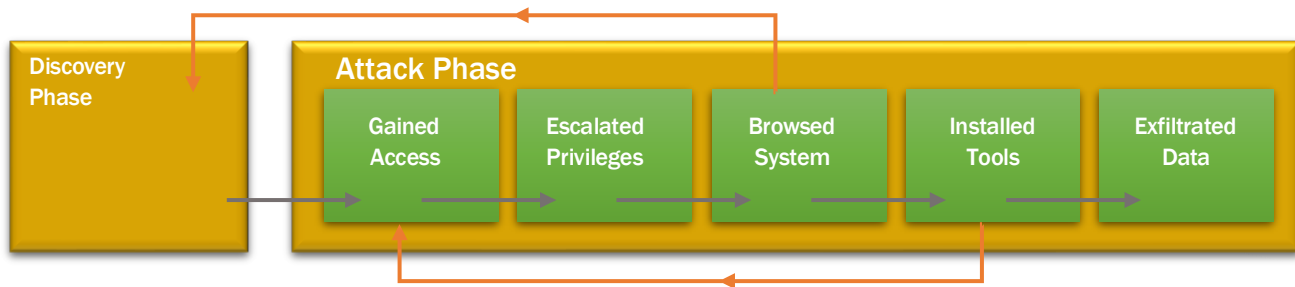 Discovery
Phase
Attack Phase
Gained
Access
Escalated
Privileges
Browsed
System
Installed
Tools
Exfiltrated
Data